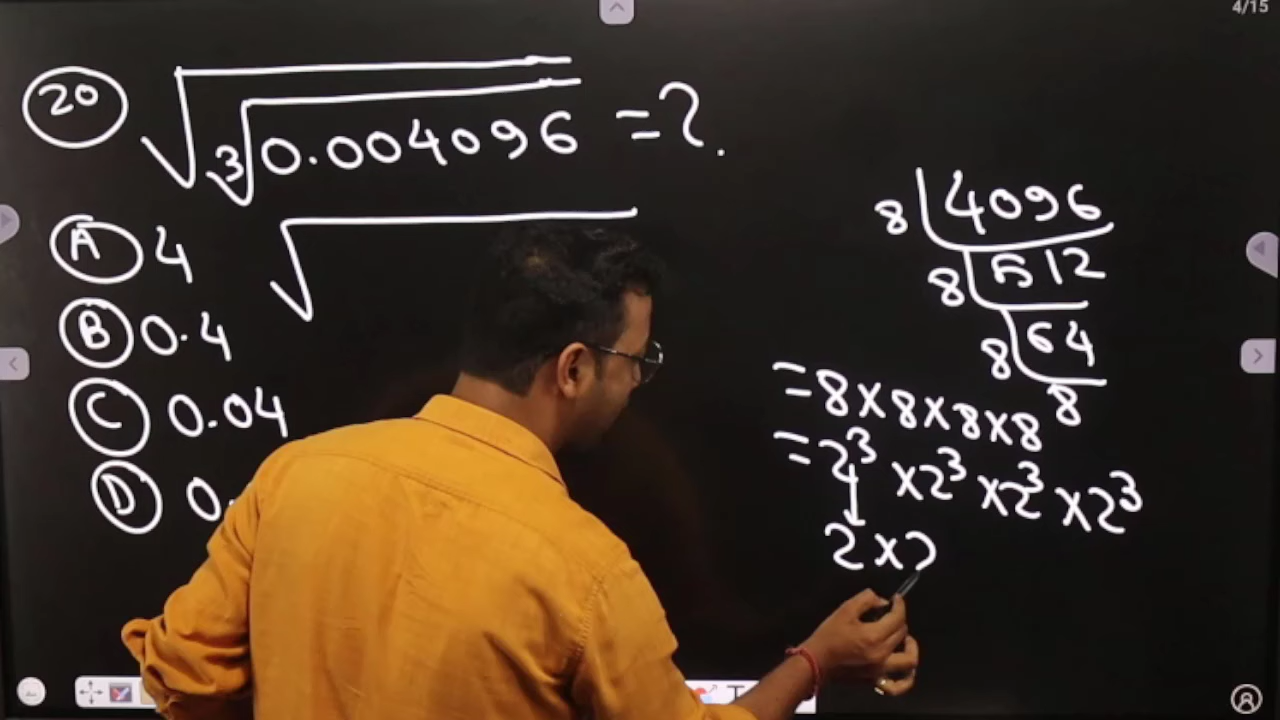 4/15
20 √∛0.004096 = ?
A 4
B 0.4
C 0.04
D 0.
√
8 | 4096
8 | 512
8 | 64
8
= 8 × 8 × 8 × 8
= 2³ × 2³ × 2³ × 2³
2 × 2
T